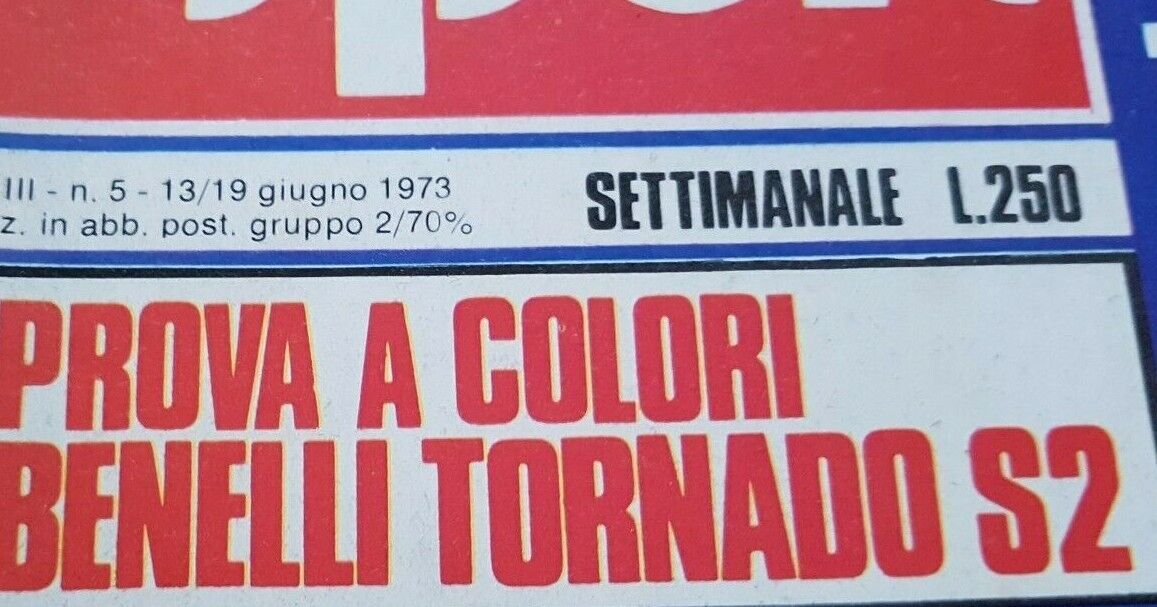 III - n. 5 - 13/19 giugno 1973
z. in abb. post. gruppo 2/70%
SETTIMANALE L.250
PROVA A COLORI
BENELLI TORNADO S2